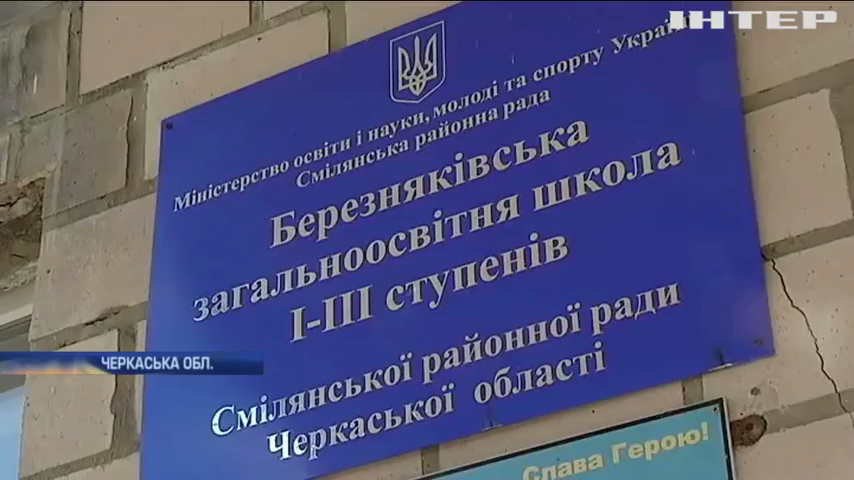 ІНТЕР
Міністерство освіти і науки, молоді та спорту України
Смілянська районна рада
Березняківська
загальноосвітня школа
І-ІІІ ступенів
Смілянської районної ради
Черкаської області
ЧЕРКАСЬКА ОБЛ.
Слава Герою!